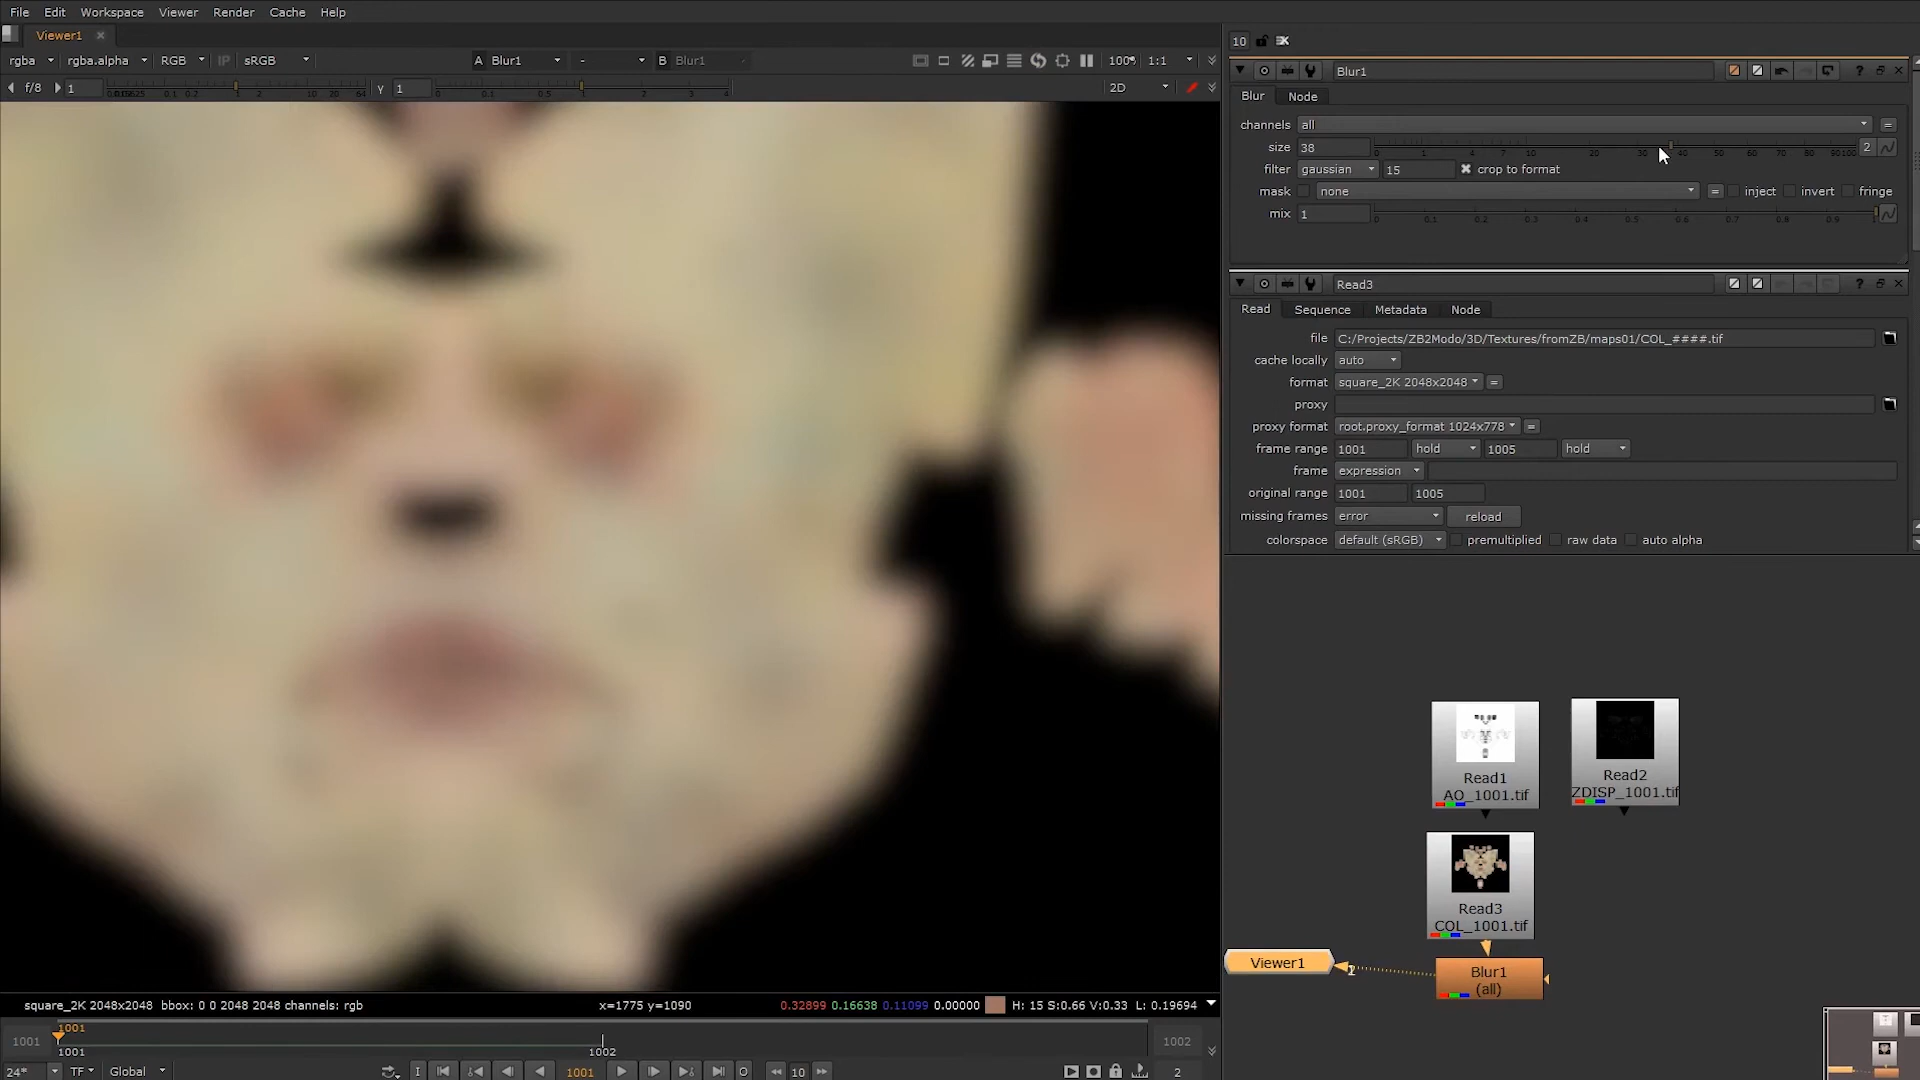 File Edit Workspace Viewer Render Cache Help
Viewer1
rgba rgba.alpha RGB IP sRGB A Blur1 - B Blur1 100% 1:1
f/8 1 Y 1 2D
10
Blur1
Blur Node
channels all
size 38 2
filter gaussian 15 crop to format
mask none inject invert fringe
mix 1
Read3
Read Sequence Metadata Node
file C:/Projects/ZB2Modo/3D/Textures/fromZB/maps01/COL_####.tif
cache locally auto
format square_2K 2048x2048
proxy
proxy format root.proxy_format 1024x778
frame range 1001 hold 1005 hold
frame expression
original range 1001 1005
missing frames error reload
colorspace default (sRGB) premultiplied raw data auto alpha
Read1
AO_1001.tif
Read2
ZDISP_1001.tif
Read3
COL_1001.tif
Viewer1
1
Blur1
(all)
square_2K 2048x2048 bbox: 0 0 2048 2048 channels: rgb x=1775 y=1090 0.32899 0.16638 0.11099 0.00000 H: 15 S:0.66 V:0.33 L: 0.19694
1001
1001 1002
1001 1002
24* TF Global I 1001 O 10 2